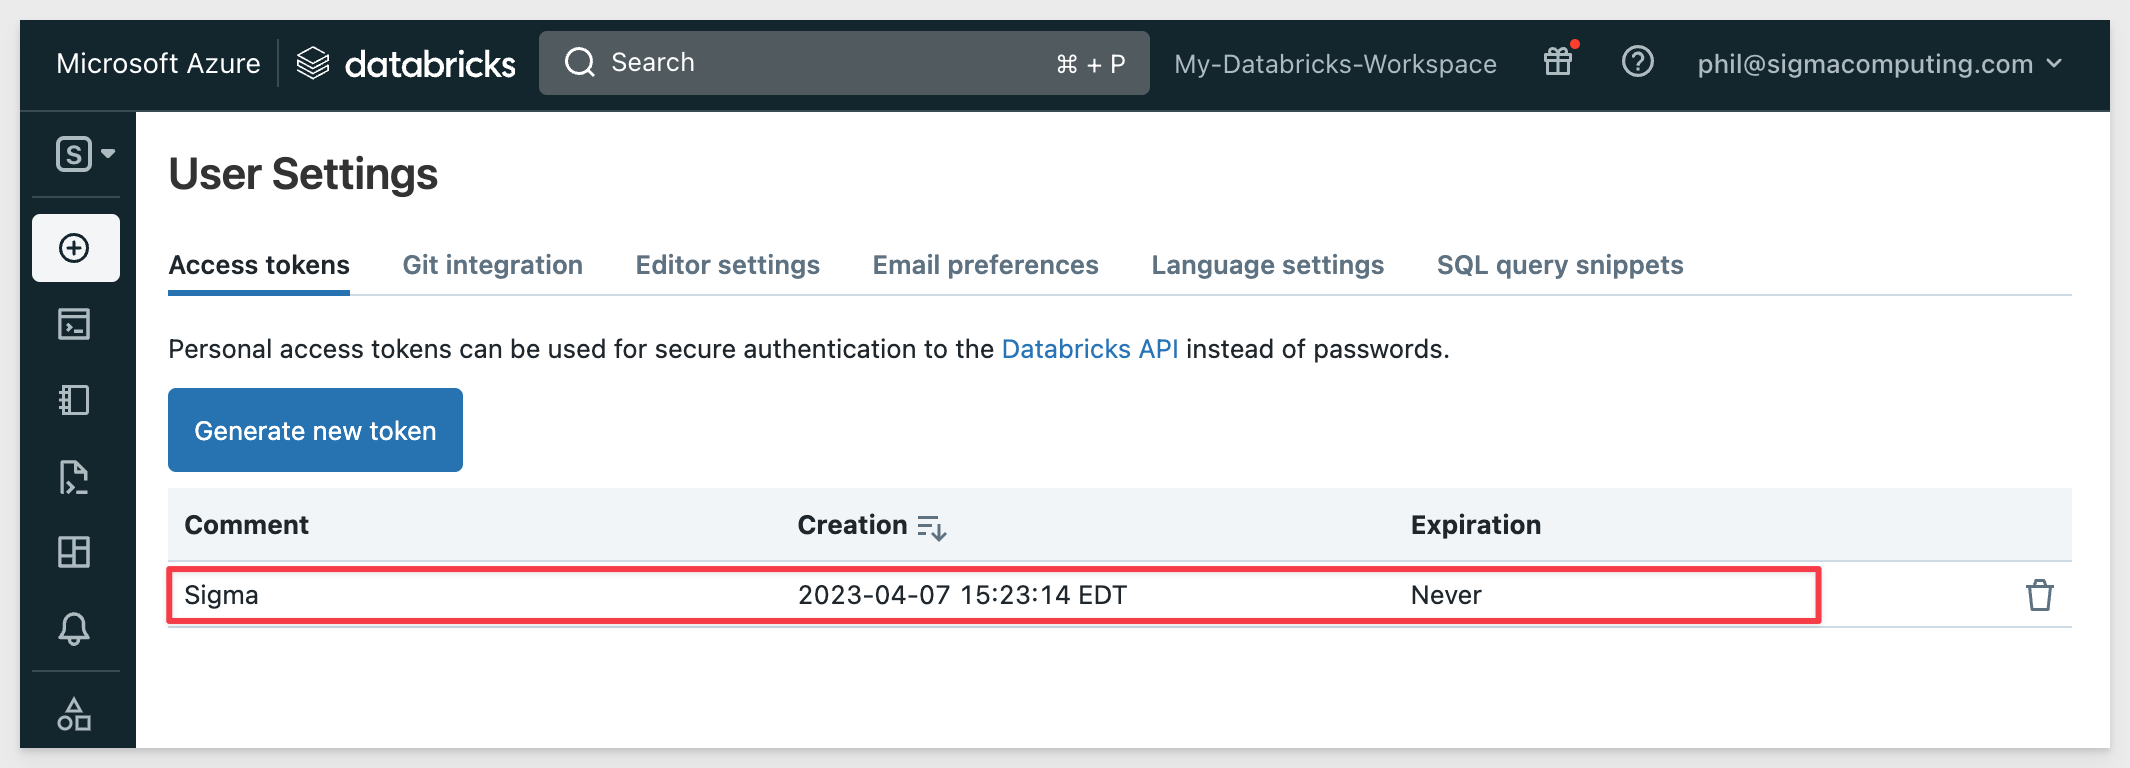 Microsoft Azure databricks Search ⌘ + P My-Databricks-Workspace phil@sigmacomputing.com
S
User Settings
Access tokens Git integration Editor settings Email preferences Language settings SQL query snippets
Personal access tokens can be used for secure authentication to the Databricks API instead of passwords.
Generate new token
Comment Creation Expiration
Sigma 2023-04-07 15:23:14 EDT Never